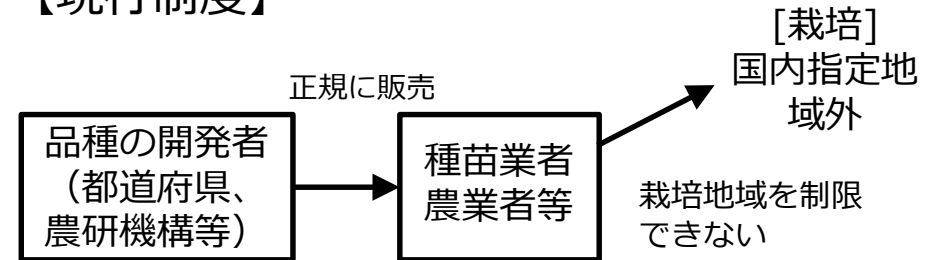 【現行制度】
正規に販売
品種の開発者
（都道府県、
農研機構等）
種苗業者
農業者等
[栽培]
国内指定地
域外
栽培地域を制限
できない